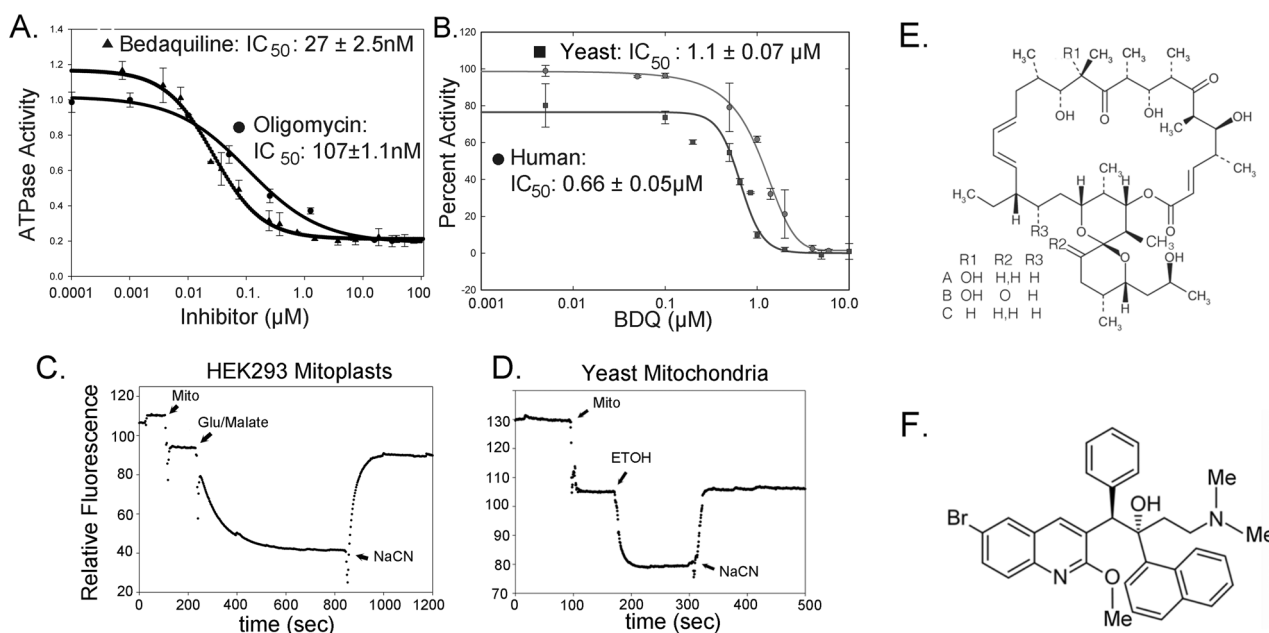 A.
1.4
1.2
1.0
0.8
0.6
0.4
0.2
0.0
ATPase Activity
Bedaquiline: IC50: 27 ± 2.5nM
Oligomycin:
IC 50: 107±1.1nM
0.0001 0.001 0.01 0.1. 1 10 100
Inhibitor (µM)
B.
120
100
80
60
40
20
0
-20
Percent Activity
Yeast: IC50 : 1.1 ± 0.07 µM
Human:
IC50: 0.66 ± 0.05µM
0.001 0.01 0.1 1.0 10.0
BDQ (µM)
C.
HEK293 Mitoplasts
120
100
80
60
40
20
Relative Fluorescence
Mito
Glu/Malate
NaCN
0 200 400 600 800 1000 1200
time (sec)
D.
Yeast Mitochondria
130
120
110
100
90
80
70
Mito
ETOH
NaCN
0 100 200 300 400 500
time (sec)
E.
H3C R1 CH3 CH3 CH3 O
OH O OH H3C OH
CH3
H3C H H CH3 H O
H R3 O CH3 O
R2 O OH
H CH3
CH3
R1 R2 R3
A OH H,H H
B OH O H
C H H,H H
F.
Br
OH
Me
N
Me
N O
Me